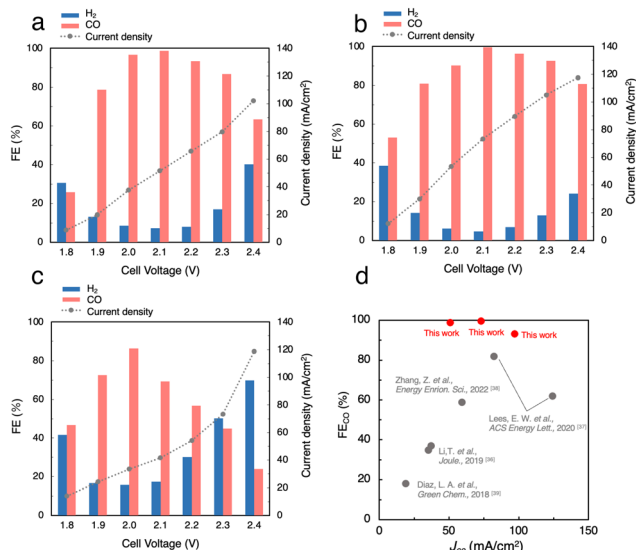 a
H₂
CO
Current density
FE (%)
100
80
60
40
20
0
140
120
100
80
60
40
20
0
Current density (mA/cm²)
1.8 1.9 2.0 2.1 2.2 2.3 2.4
Cell Voltage (V)
b
H₂
CO
Current density
FE (%)
100
80
60
40
20
0
140
120
100
80
60
40
20
0
Current density (mA/cm²)
1.8 1.9 2.0 2.1 2.2 2.3 2.4
Cell Voltage (V)
c
H₂
CO
Current density
FE (%)
100
80
60
40
20
0
140
120
100
80
60
40
20
0
Current density (mA/cm²)
1.8 1.9 2.0 2.1 2.2 2.3 2.4
Cell Voltage (V)
d
FE_CO (%)
100
80
60
40
20
0
This work This work This work
Zhang, Z. et al.,
Energy Enrion. Sci., 2022 [38]
Lees, E. W. et al.,
ACS Energy Lett., 2020 [37]
Li,T. et al.,
Joule., 2019 [36]
Diaz, L. A. et al.,
Green Chem., 2018 [39]
0 50 100 150
J_CO (mA/cm²)